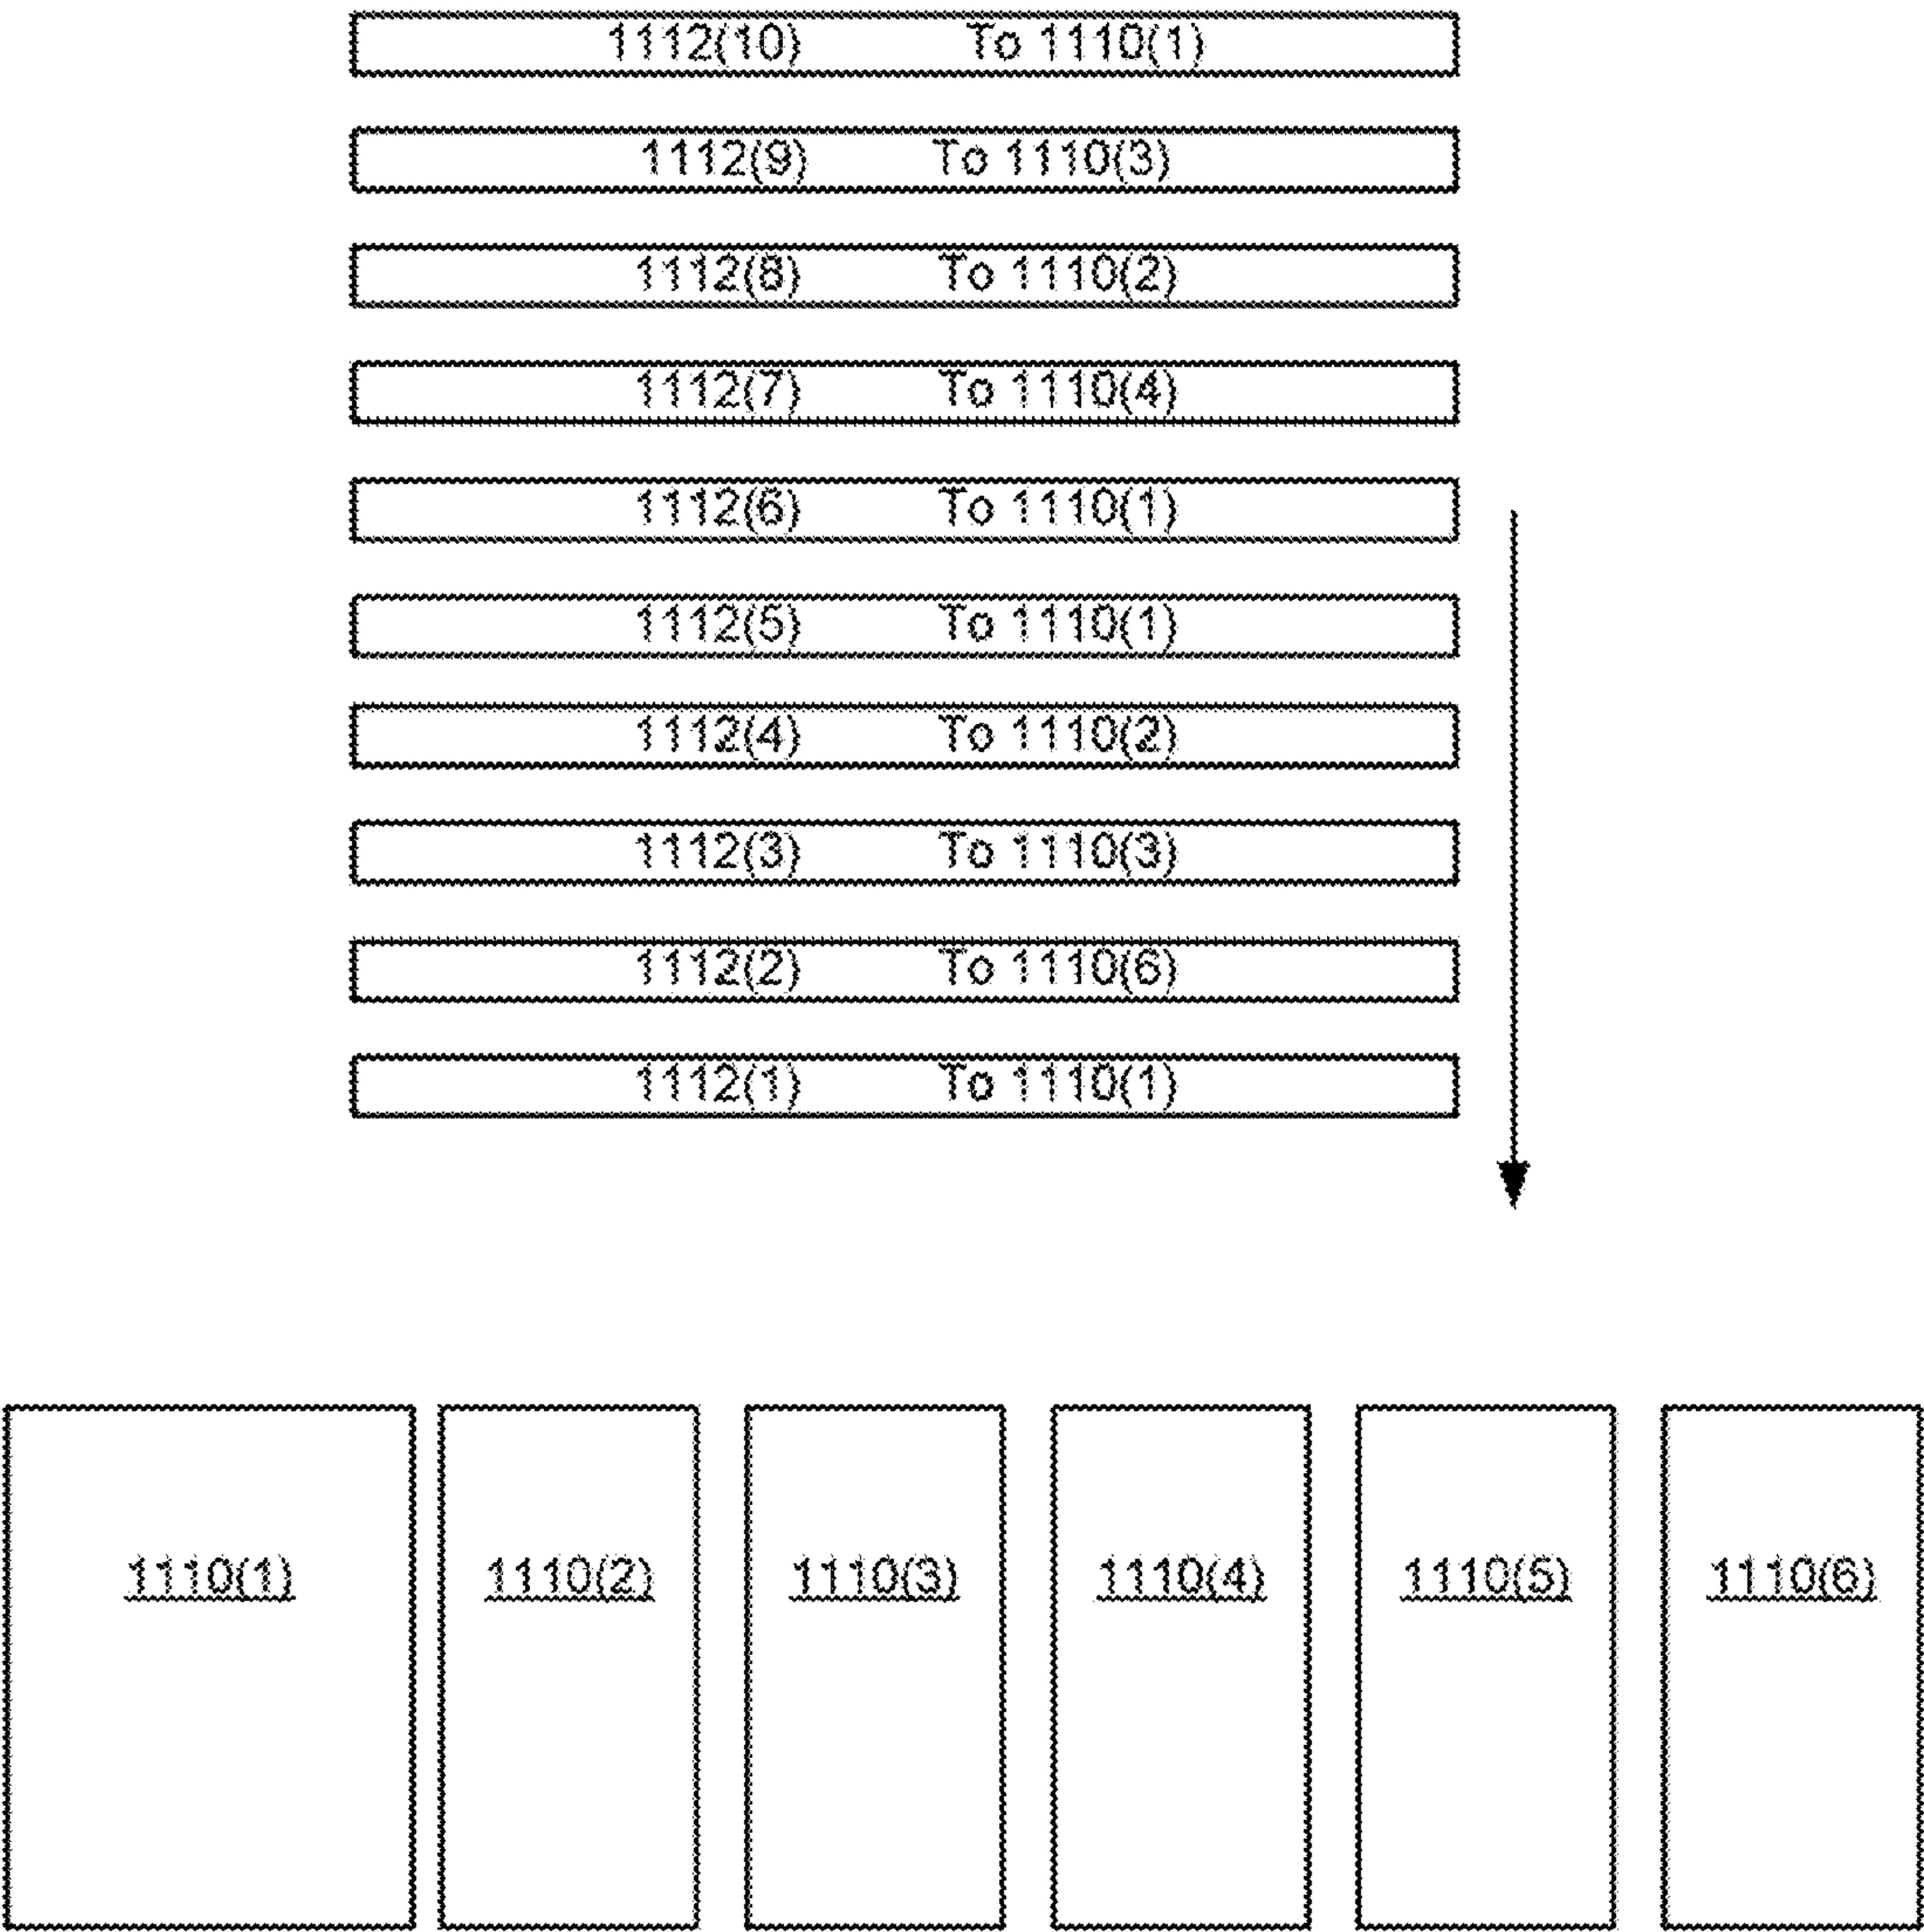 1112(10) To 1110(1)
1112(9) To 1110(3)
1112(8) To 1110(2)
1112(7) To 1110(4)
1112(6) To 1110(1)
1112(5) To 1110(1)
1112(4) To 1110(2)
1112(3) To 1110(3)
1112(2) To 1110(6)
1112(1) To 1110(1)
1110(1) 1110(2) 1110(3) 1110(4) 1110(5) 1110(6)